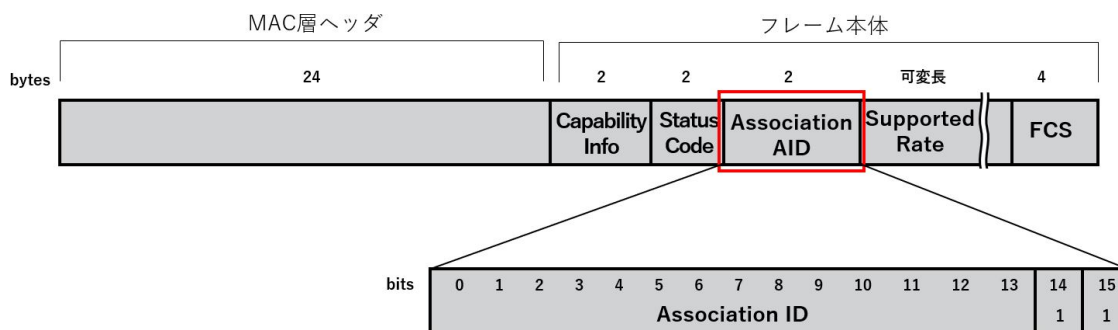 MAC層ヘッダ フレーム本体
bytes 24 2 2 2 可変長 4
Capability Info Status Code Association AID Supported Rate FCS
bits 0 1 2 3 4 5 6 7 8 9 10 11 12 13 14 15
Association ID 1 1